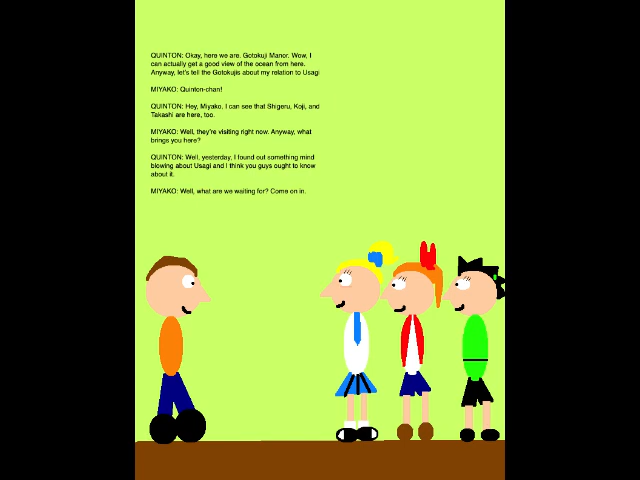 QUINTON: Okay, here we are. Gotokuji Manor. Wow, I
can actually get a good view of the ocean from here.
Anyway, let's tell the Gotokujis about my relation to Usagi
MIYAKO: Quinton-chan!
QUINTON: Hey, Miyako. I can see that Shigeru, Koji, and
Takashi are here, too.
MIYAKO: Well, they're visiting right now. Anyway, what
brings you here?
QUINTON: Well, yesterday, I found out something mind
blowing about Usagi and I think you guys ought to know
about it.
MIYAKO: Well, what are we waiting for? Come on in.